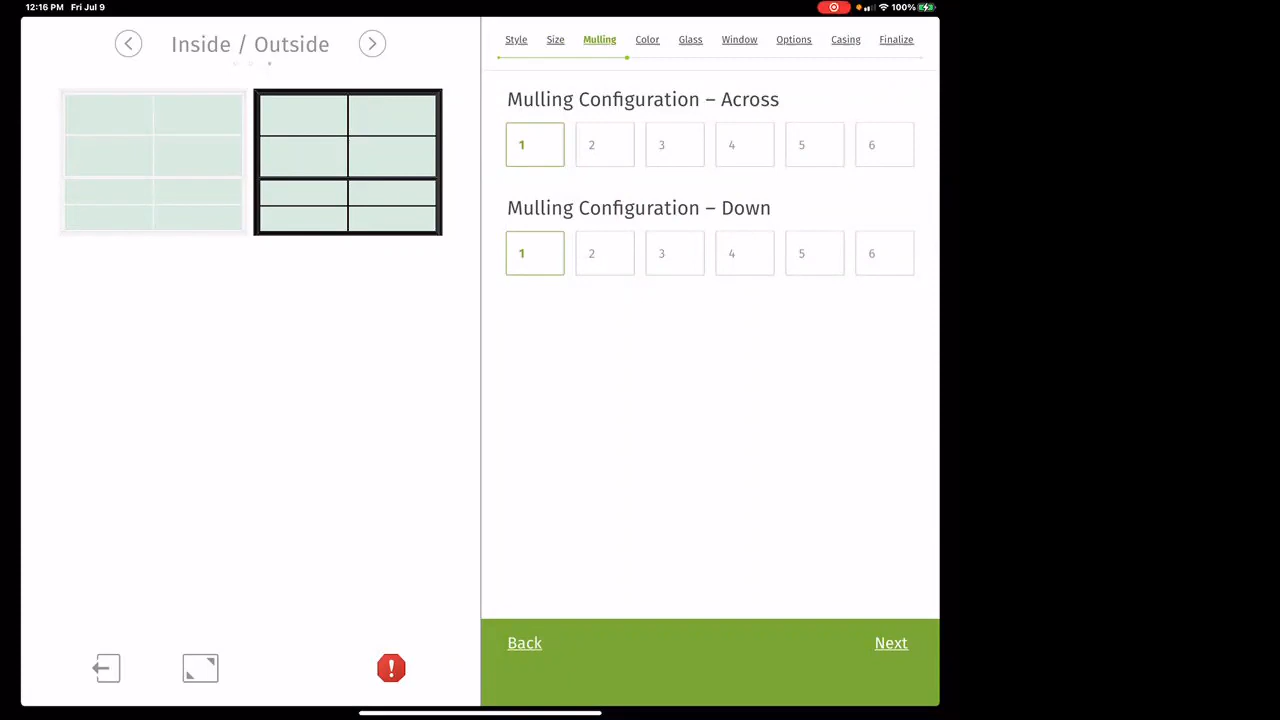 12:16 PM Fri Jul 9
100%
Inside / Outside
Style Size Mulling Color Glass Window Options Casing Finalize
Mulling Configuration – Across
1 2 3 4 5 6
Mulling Configuration – Down
1 2 3 4 5 6
Back Next